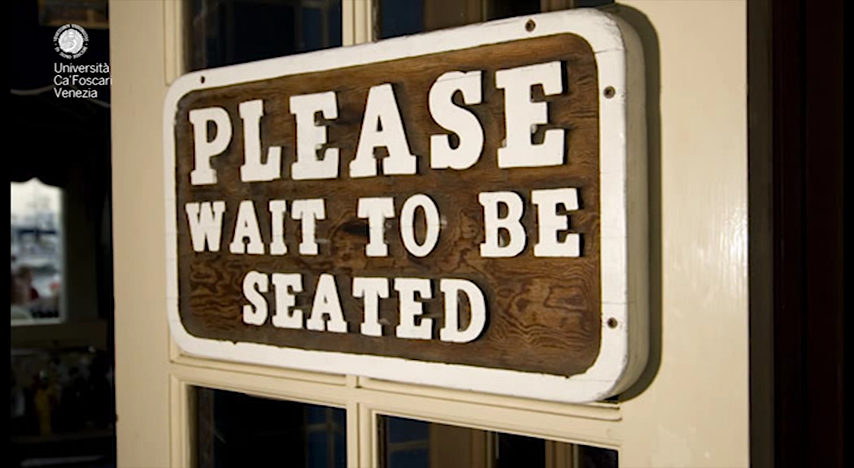 Università
Ca'Foscari
Venezia
PLEASE
WAIT TO BE
SEATED